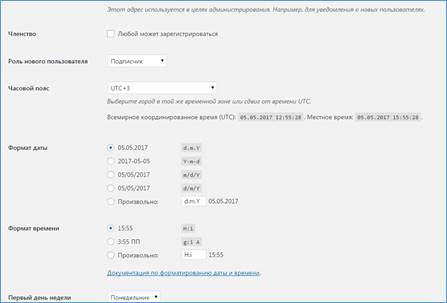 Этот адрес используется в целях администрирования. Например, для уведомления о новых пользователях.
Членство Любой может зарегистрироваться
Роль нового пользователя Подписчик
Часовой пояс UTC+3
Выберите город в той же временной зоне или сдвиг от времени UTC.
Всемирное координированное время (UTC): 05.05.2017 12:55:28 . Местное время: 05.05.2017 15:55:28 .
Формат даты 05.05.2017 d.m.Y
2017-05-05 Y-m-d
05/05/2017 m/d/Y
05/05/2017 d/m/Y
Произвольно: d.m.Y 05.05.2017
Формат времени 15:55 H:i
3:55 ПП g:i A
Произвольно: H:i 15:55
Документация по форматированию даты и времени.
Первый день недели Понедельник